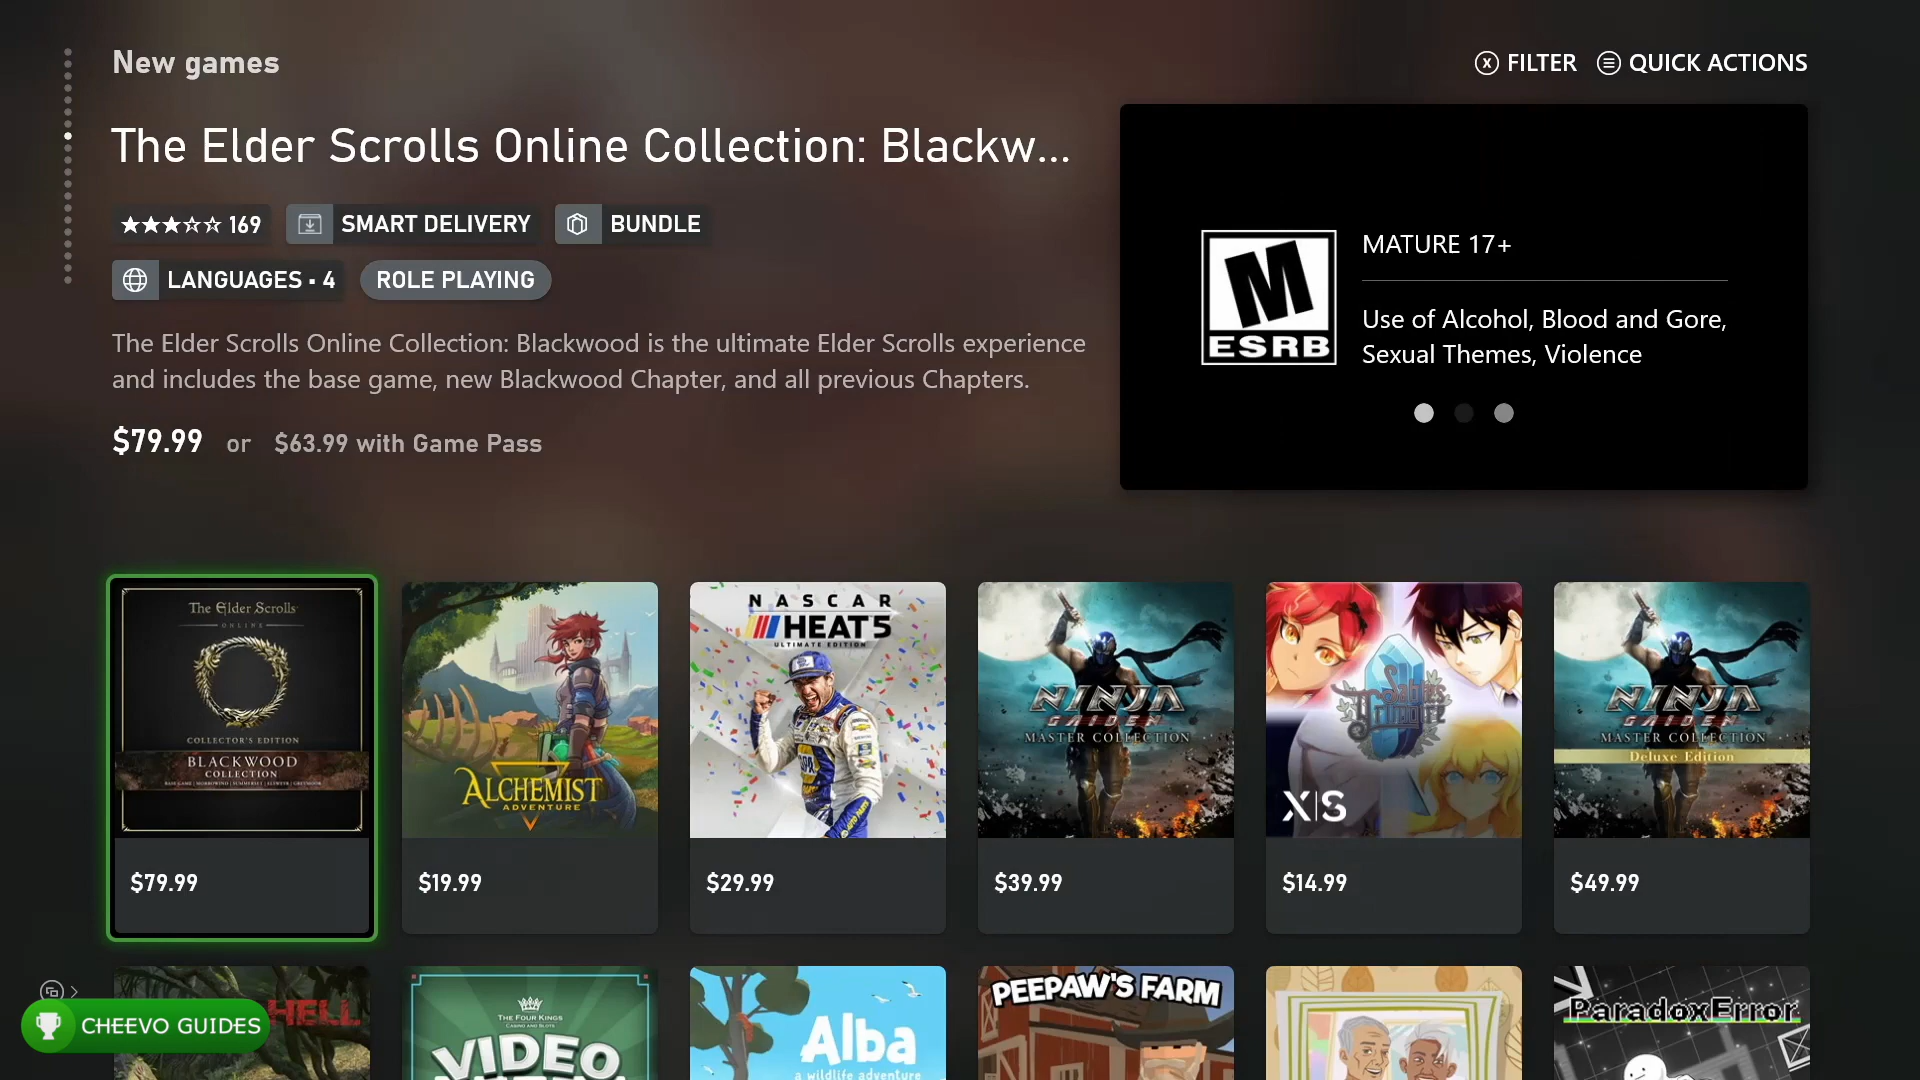 New games
FILTER
QUICK ACTIONS
The Elder Scrolls Online Collection: Blackw...
169
SMART DELIVERY
BUNDLE
LANGUAGES ▪ 4
ROLE PLAYING
The Elder Scrolls Online Collection: Blackwood is the ultimate Elder Scrolls experience
and includes the base game, new Blackwood Chapter, and all previous Chapters.
$79.99 or $63.99 with Game Pass
M
ESRB
MATURE 17+
Use of Alcohol, Blood and Gore,
Sexual Themes, Violence
The Elder Scrolls
ONLINE
COLLECTOR'S EDITION
BLACKWOOD
COLLECTION
ALCHEMIST
ADVENTURE
NASCAR
HEAT 5
ULTIMATE EDITION
NINJA
GAIDEN
MASTER COLLECTION
X|S
NINJA
GAIDEN
MASTER COLLECTION
Deluxe Edition
$79.99
$19.99
$29.99
$39.99
$14.99
$49.99
HELL
CHEEVO GUIDES
THE FOUR KINGS
CASINO AND SLOTS
VIDEO
Alba
a wildlife adventure
PEEPAW'S FARM
ParadoxError